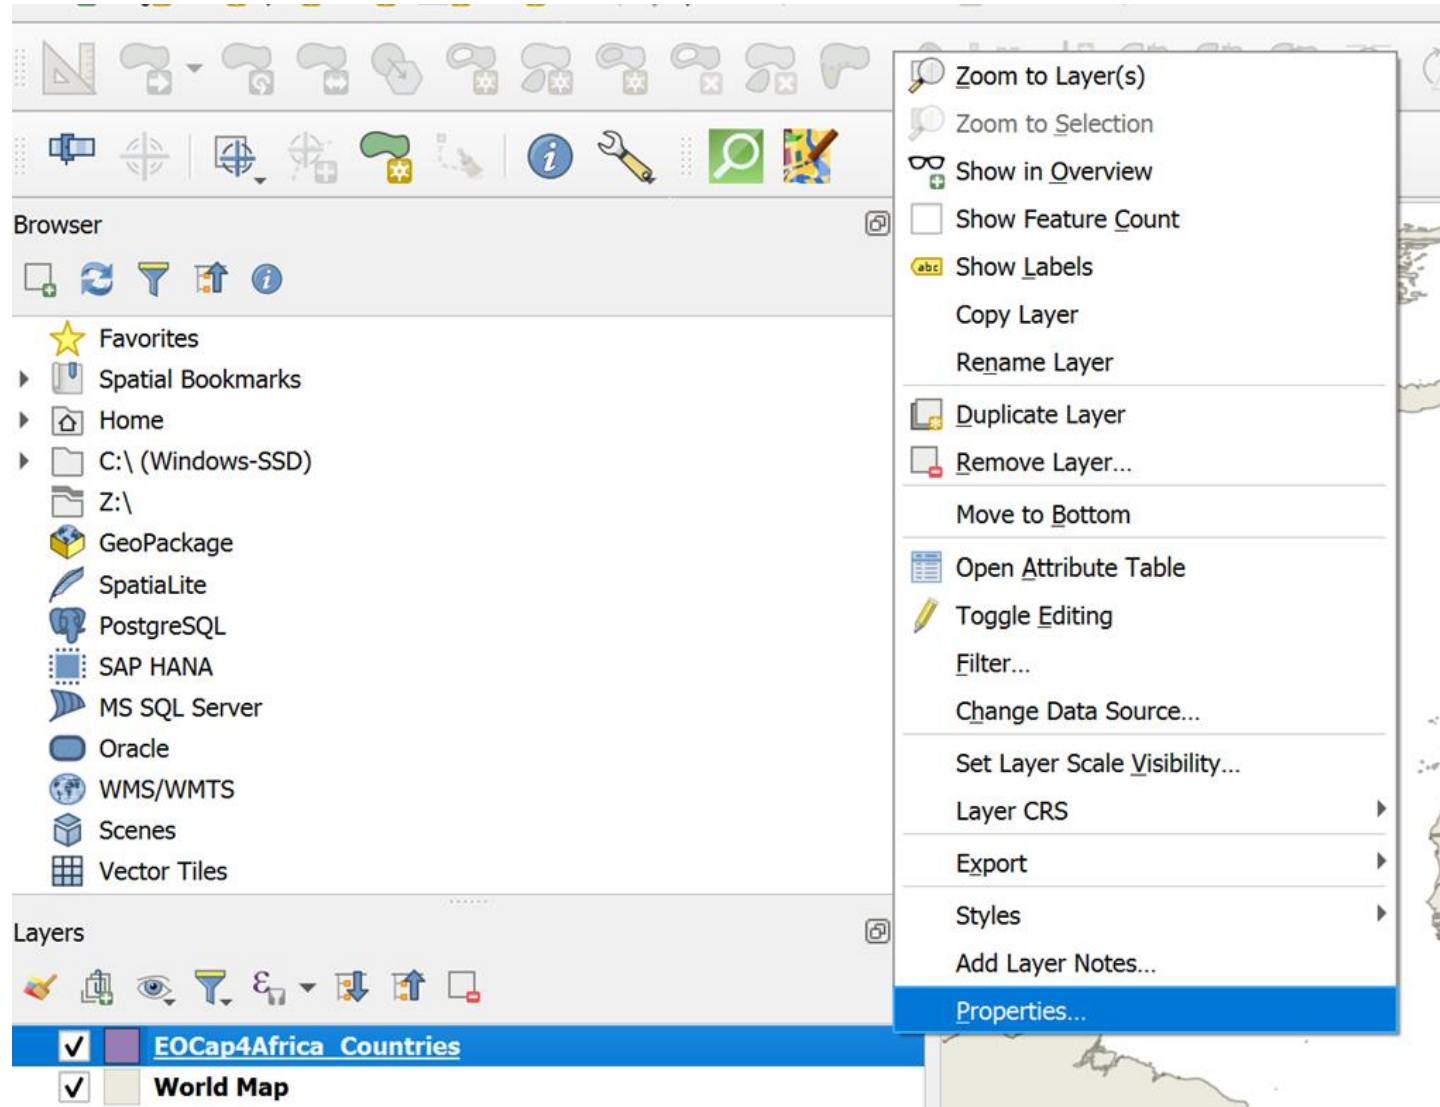 Browser
Favorites
Spatial Bookmarks
Home
C:\ (Windows-SSD)
Z:\
GeoPackage
SpatiaLite
PostgreSQL
SAP HANA
MS SQL Server
Oracle
WMS/WMTS
Scenes
Vector Tiles
Layers
EOCap4Africa Countries
World Map
Zoom to Layer(s)
Zoom to Selection
Show in Overview
Show Feature Count
abc Show Labels
Copy Layer
Rename Layer
Duplicate Layer
Remove Layer...
Move to Bottom
Open Attribute Table
Toggle Editing
Filter...
Change Data Source...
Set Layer Scale Visibility...
Layer CRS
Export
Styles
Add Layer Notes...
Properties...